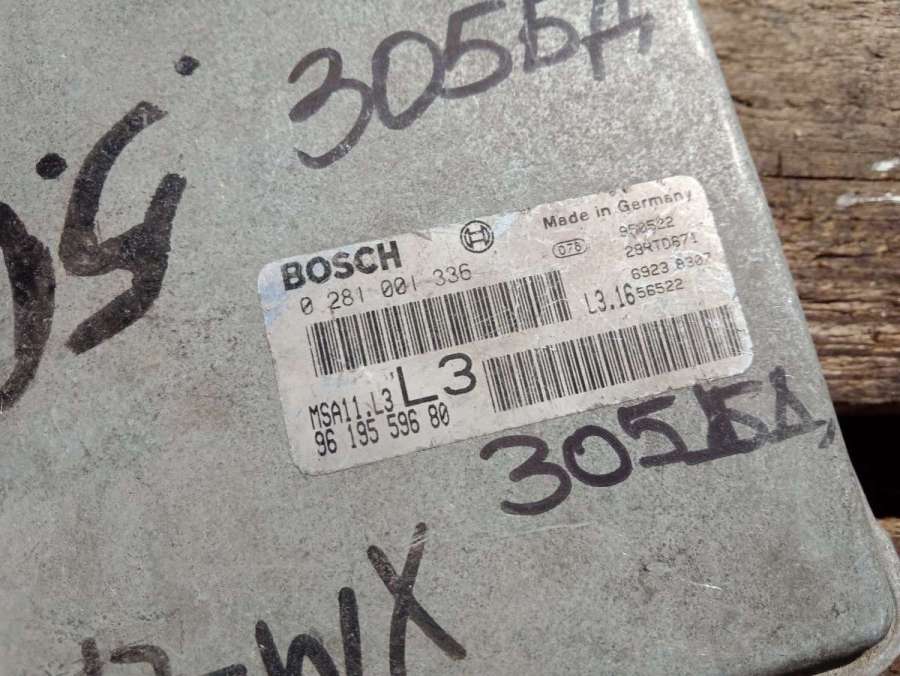 305БД
BOSCH
Made in Germany
0 281 001 336
078
950522
294TD671
6923 8307
L3.16 56522
MSA11.L3
L3
96 195 596 80
305БД